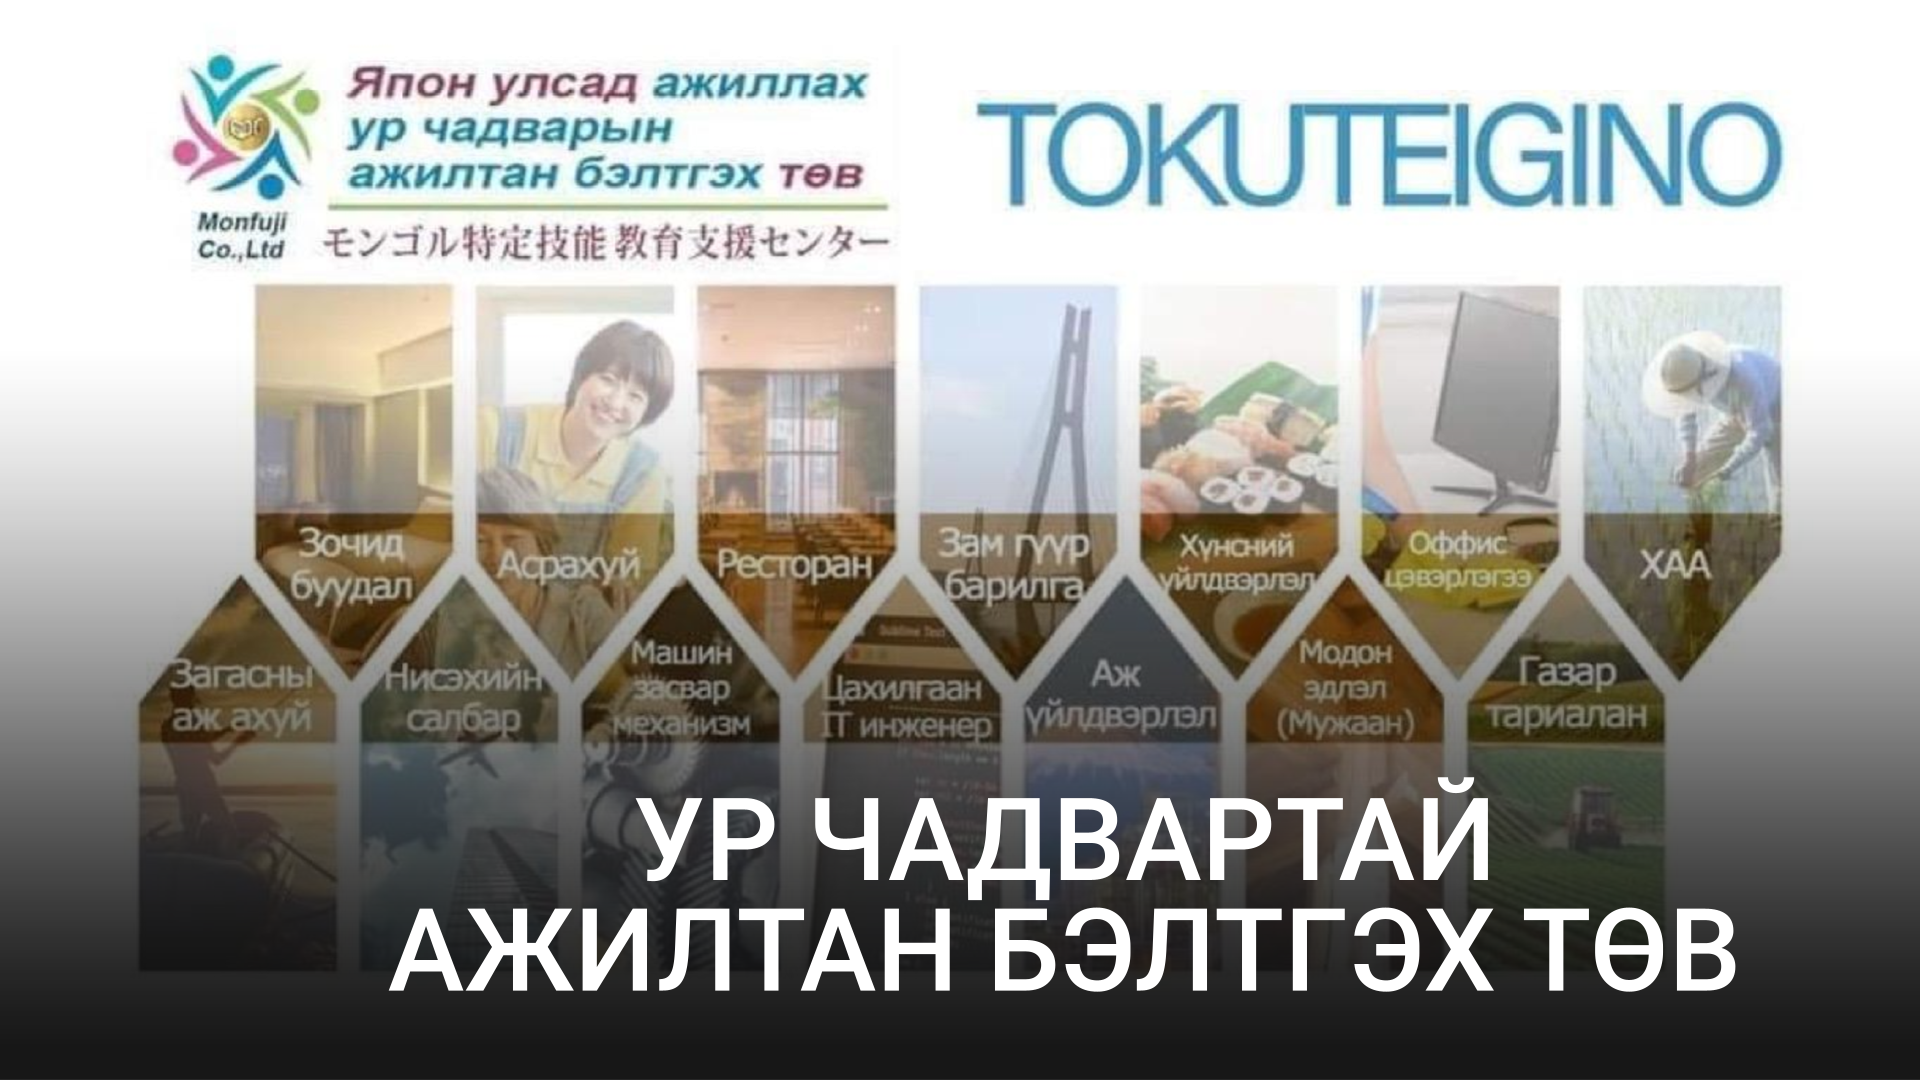 Япон улсад ажиллах
ур чадварын
ажилтан бэлтгэх төв
Monfuji
Co.,Ltd
モンゴル特定技能 教育支援センター
TOKUTEIGINO
Зочид
буудал
Асрахуй
Ресторан
Зам гүүр
барилга
Хүнсний
үйлдвэрлэл
Оффис
цэвэрлэгээ
ХАА
Загасны
аж ахуй
Нисэхийн
салбар
Машин
засвар
механизм
Sublime Text
Цахилгаан
IT инженер
Аж
үйлдвэрлэл
Модон
эдлэл
(Мужаан)
Газар
тариалан
УР ЧАДВАРТАЙ
АЖИЛТАН БЭЛТГЭХ ТӨВ